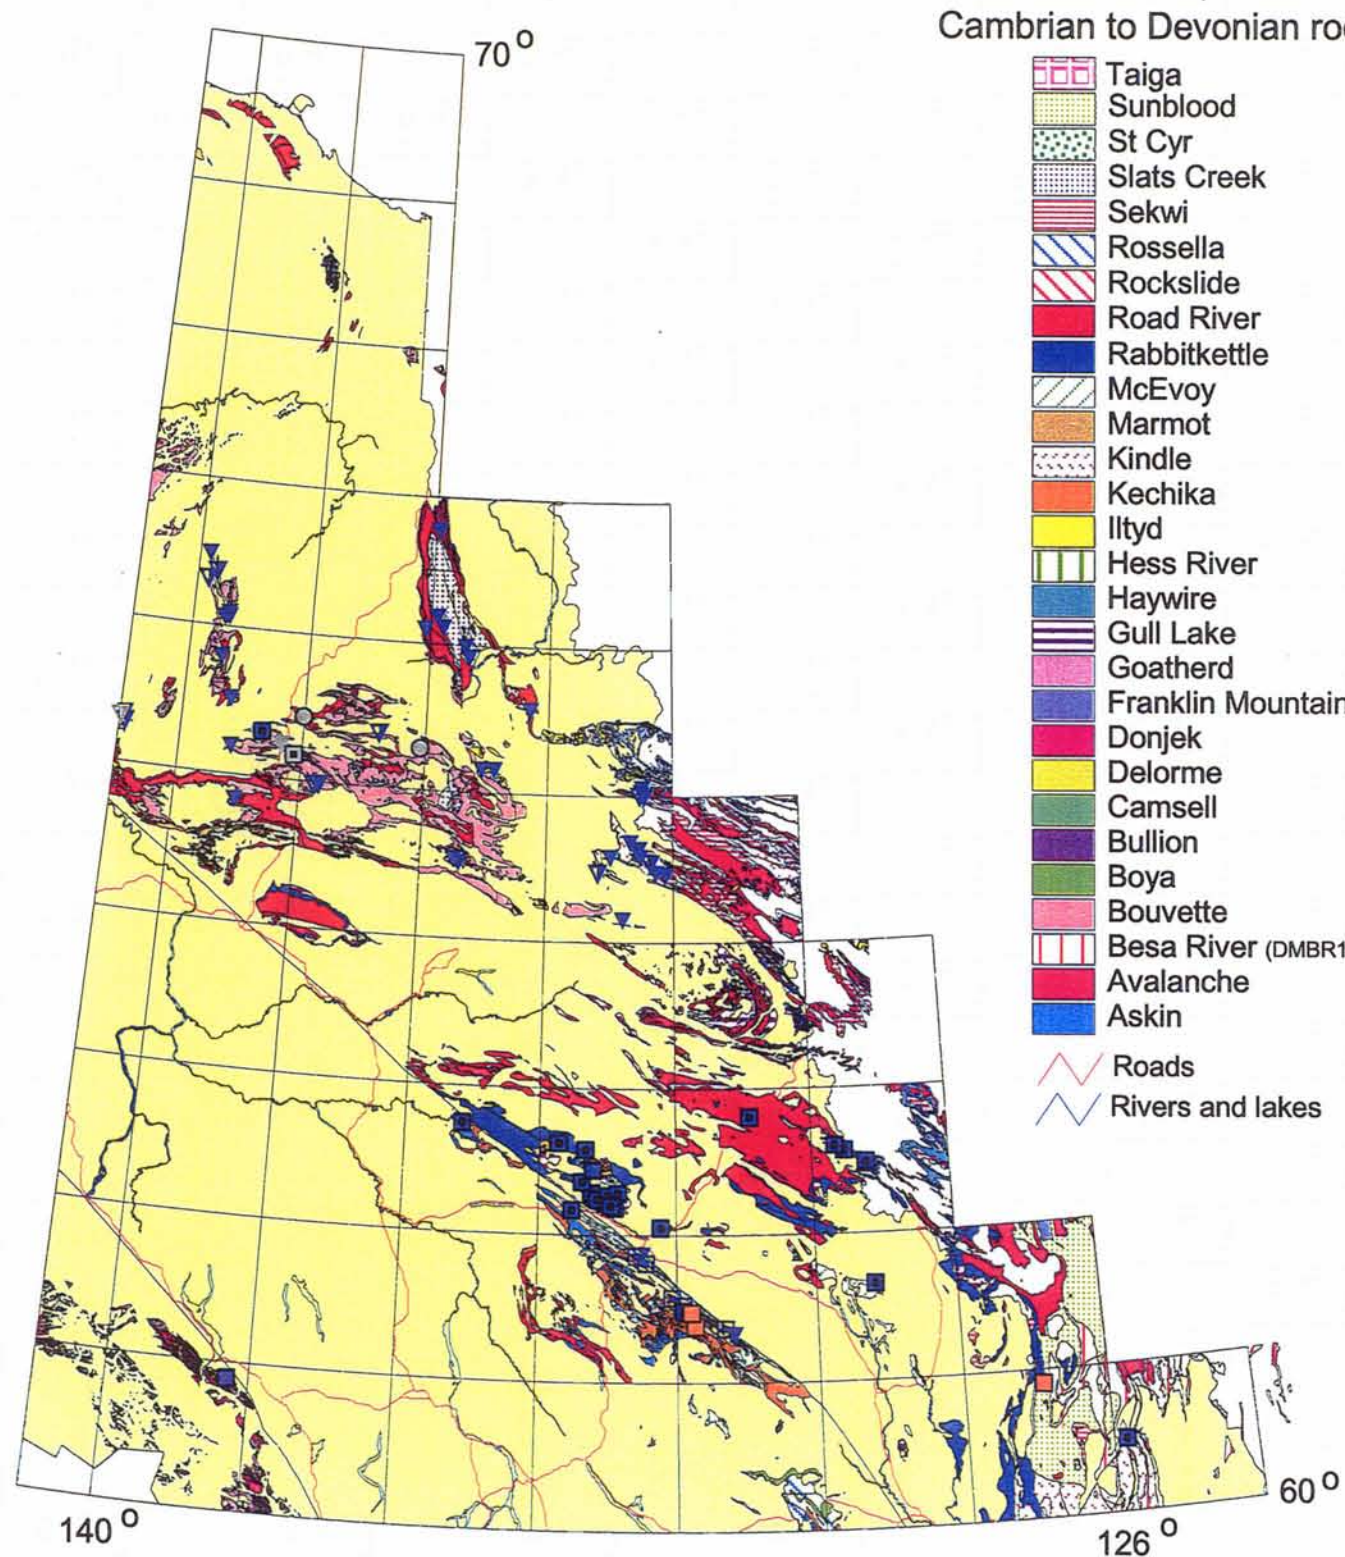 Cambrian to Devonian
70 o
Taiga
Sunblood
St Cyr
Slats Creek
Sekwi
Rossella
Rockslide
Road River
Rabbitkettle
McEvoy
Marmot
Kindle
Kechika
Iltyd
Hess River
Haywire
Gull Lake
Goatherd
Franklin Mountain
Donjek
Delorme
Camsell
Bullion
Boya
Bouvette
Besa River (DMBR1
Avalanche
Askin
Roads
Rivers and lakes
60 o
140 o
126 o